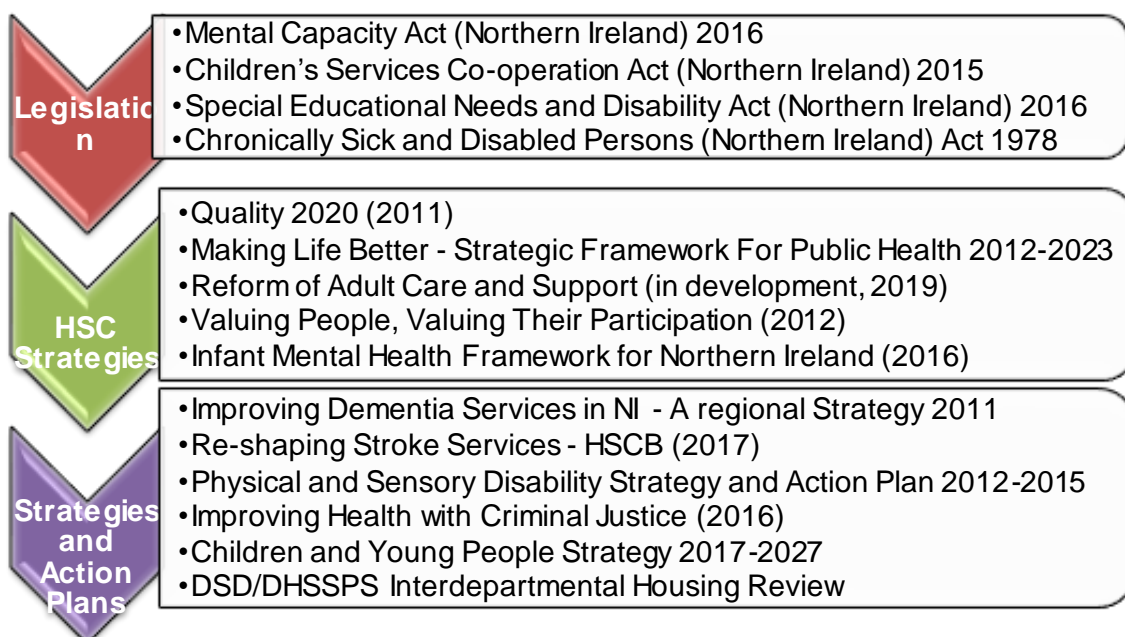 Legislatio
n
•Mental Capacity Act (Northern Ireland) 2016
•Children’s Services Co-operation Act (Northern Ireland) 2015
•Special Educational Needs and Disability Act (Northern Ireland) 2016
•Chronically Sick and Disabled Persons (Northern Ireland) Act 1978
HSC
Strategies
•Quality 2020 (2011)
•Making Life Better - Strategic Framework For Public Health 2012-2023
•Reform of Adult Care and Support (in development, 2019)
•Valuing People, Valuing Their Participation (2012)
•Infant Mental Health Framework for Northern Ireland (2016)
Strategies
and
Action
Plans
•Improving Dementia Services in NI - A regional Strategy 2011
•Re-shaping Stroke Services - HSCB (2017)
•Physical and Sensory Disability Strategy and Action Plan 2012-2015
•Improving Health with Criminal Justice (2016)
•Children and Young People Strategy 2017-2027
•DSD/DHSSPS Interdepartmental Housing Review